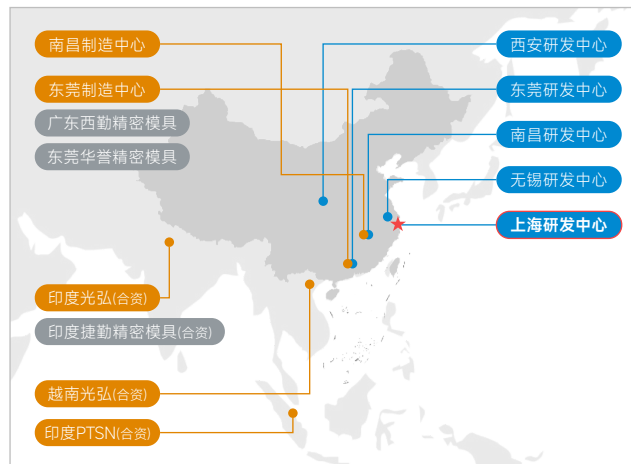 南昌制造中心
东莞制造中心
广东西勤精密模具
东莞华誉精密模具
印度光弘(合资)
印度捷勤精密模具(合资)
越南光弘(合资)
印度PTSN(合资)
西安研发中心
东莞研发中心
南昌研发中心
无锡研发中心
上海研发中心